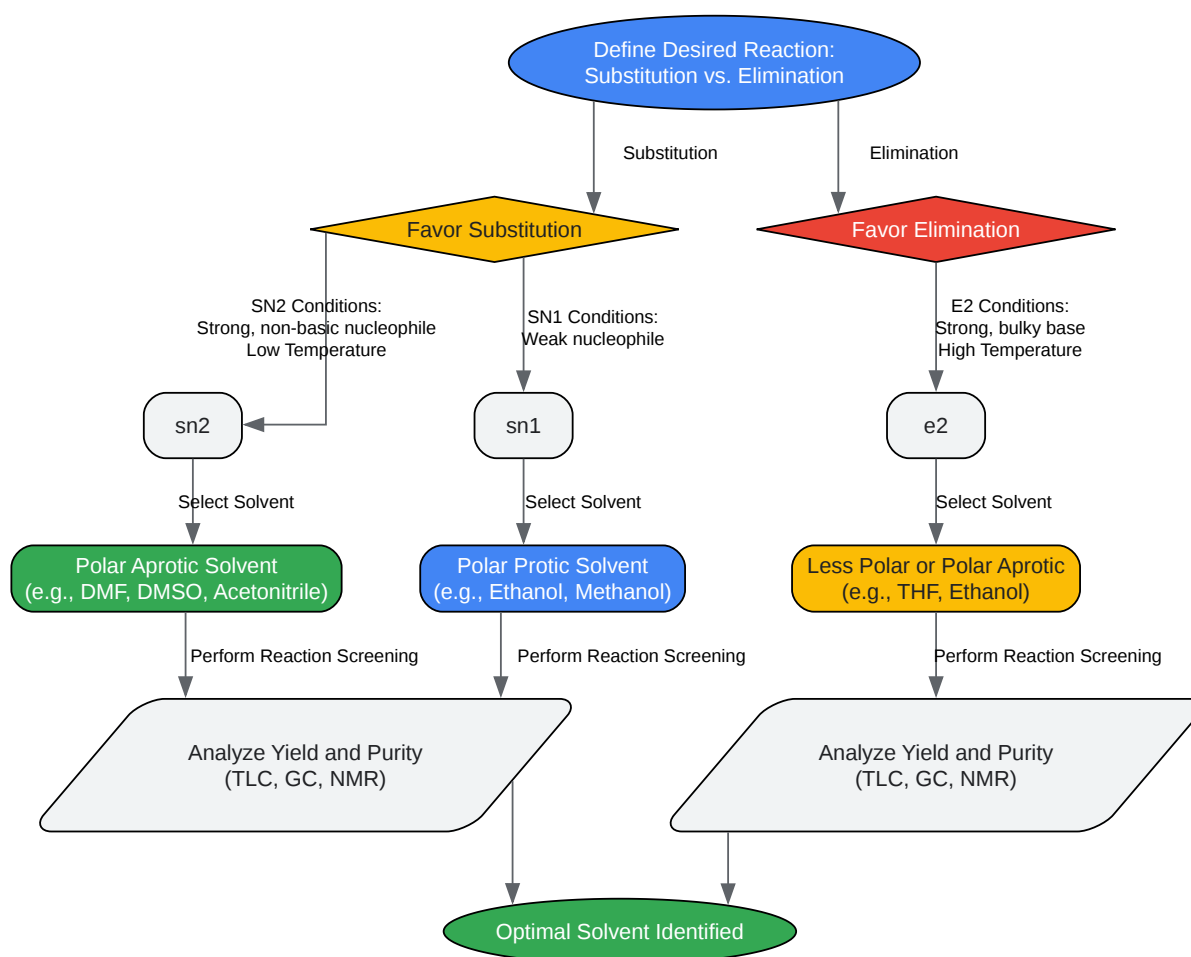 Define Desired Reaction:
Substitution vs. Elimination
Substitution
Elimination
Favor Substitution
Favor Elimination
SN2 Conditions:
Strong, non-basic nucleophile
Low Temperature
SN1 Conditions:
Weak nucleophile
E2 Conditions:
Strong, bulky base
High Temperature
sn2
sn1
e2
Select Solvent
Select Solvent
Select Solvent
Polar Aprotic Solvent
(e.g., DMF, DMSO, Acetonitrile)
Polar Protic Solvent
(e.g., Ethanol, Methanol)
Less Polar or Polar Aprotic
(e.g., THF, Ethanol)
Perform Reaction Screening
Perform Reaction Screening
Perform Reaction Screening
Analyze Yield and Purity
(TLC, GC, NMR)
Analyze Yield and Purity
(TLC, GC, NMR)
Optimal Solvent Identified